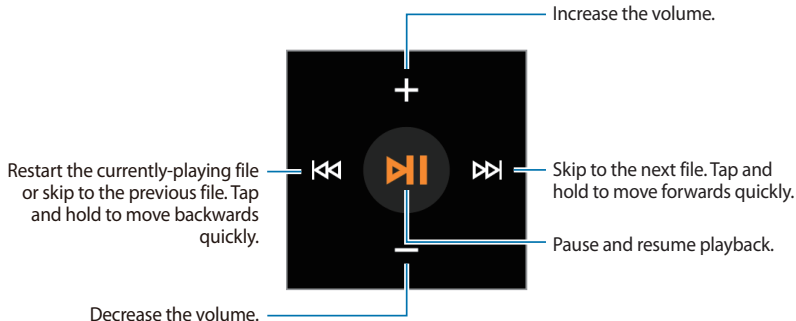 Increase the volume.
Restart the currently-playing file
or skip to the previous file. Tap
and hold to move backwards
quickly.
Skip to the next file. Tap and
hold to move forwards quickly.
Pause and resume playback.
Decrease the volume.